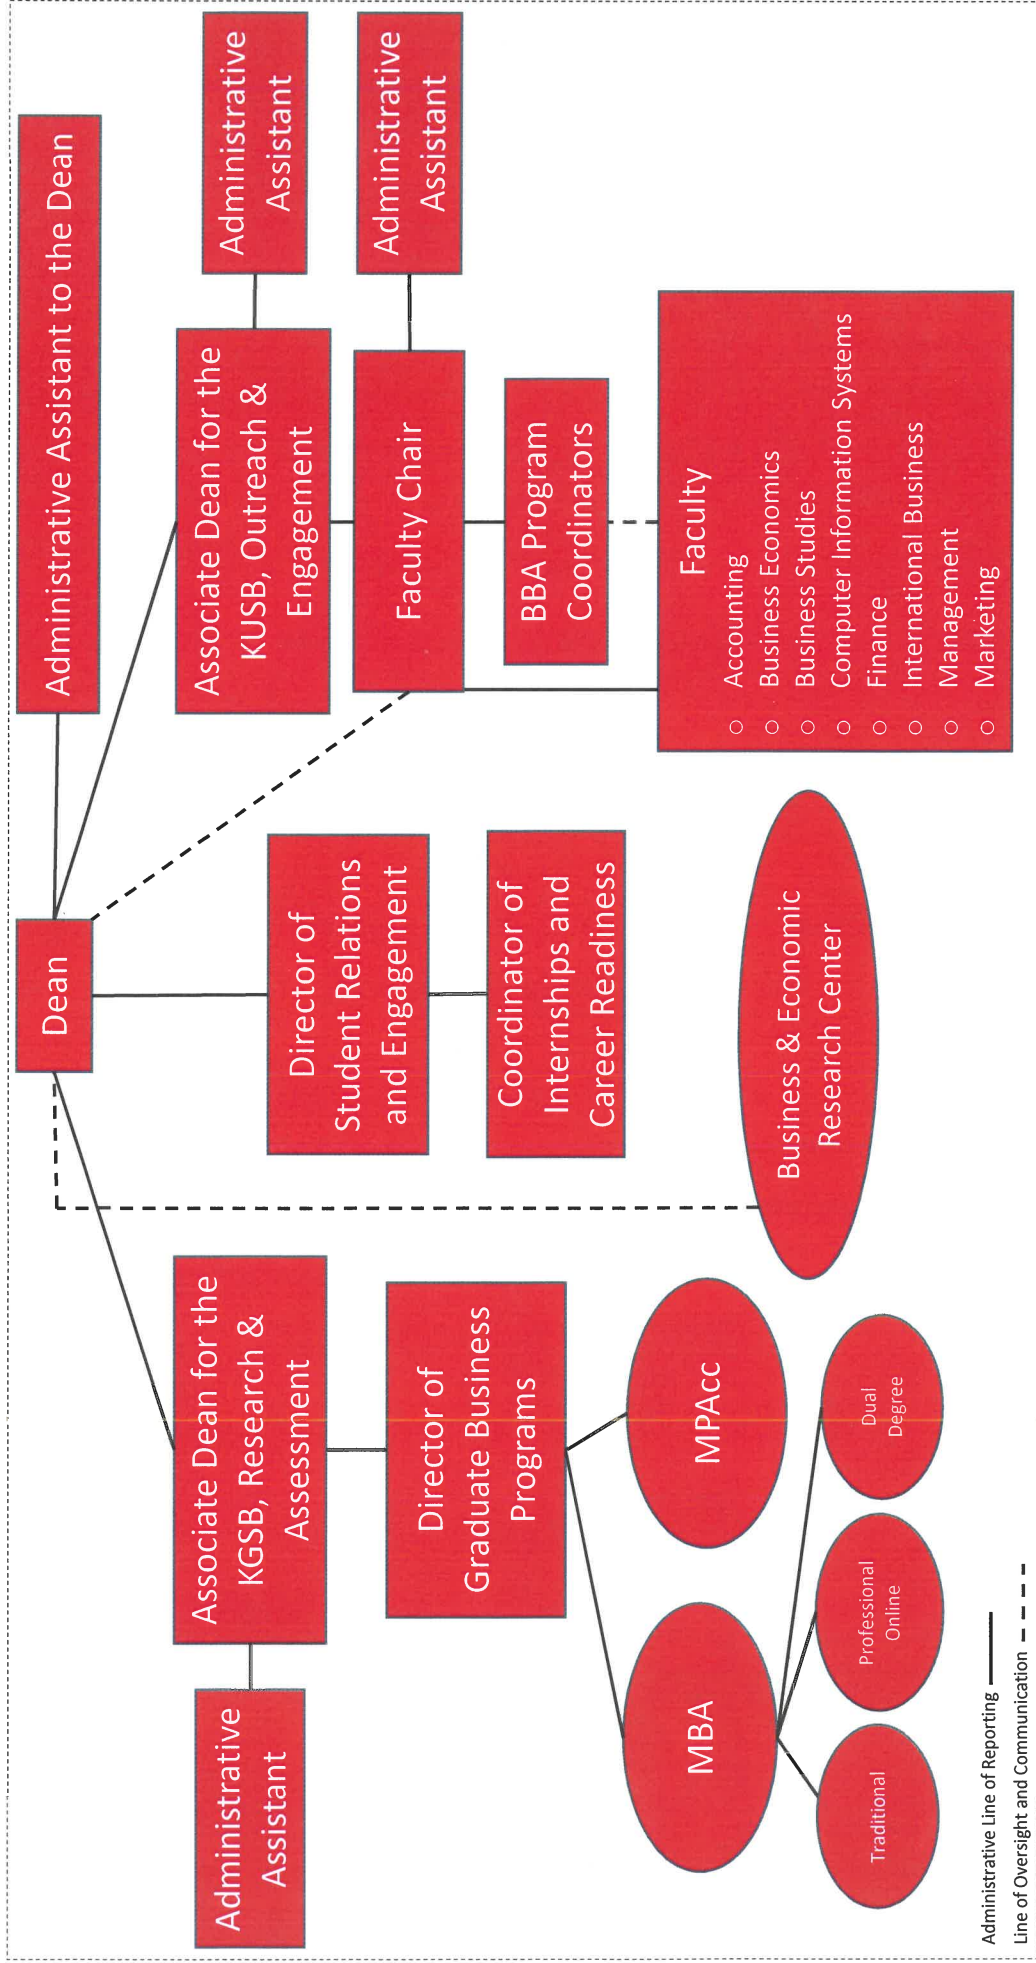 Dean
Administrative Assistant to the Dean
Administrative
Assistant
Associate Dean for the
KGSB, Research &
Assessment
Director of
Graduate Business
Programs
MBA
MPAcc
Traditional
Professional
Online
Dual
Degree
Director of
Student Relations
and Engagement
Coordinator of
Internships and
Career Readiness
Business & Economic
Research Center
Associate Dean for the
KUSB, Outreach &
Engagement
Administrative
Assistant
Faculty Chair
Administrative
Assistant
BBA Program
Coordinators
Faculty
○ Accounting
○ Business Economics
○ Business Studies
○ Computer Information Systems
○ Finance
○ International Business
○ Management
○ Marketing
Administrative Line of Reporting
Line of Oversight and Communication